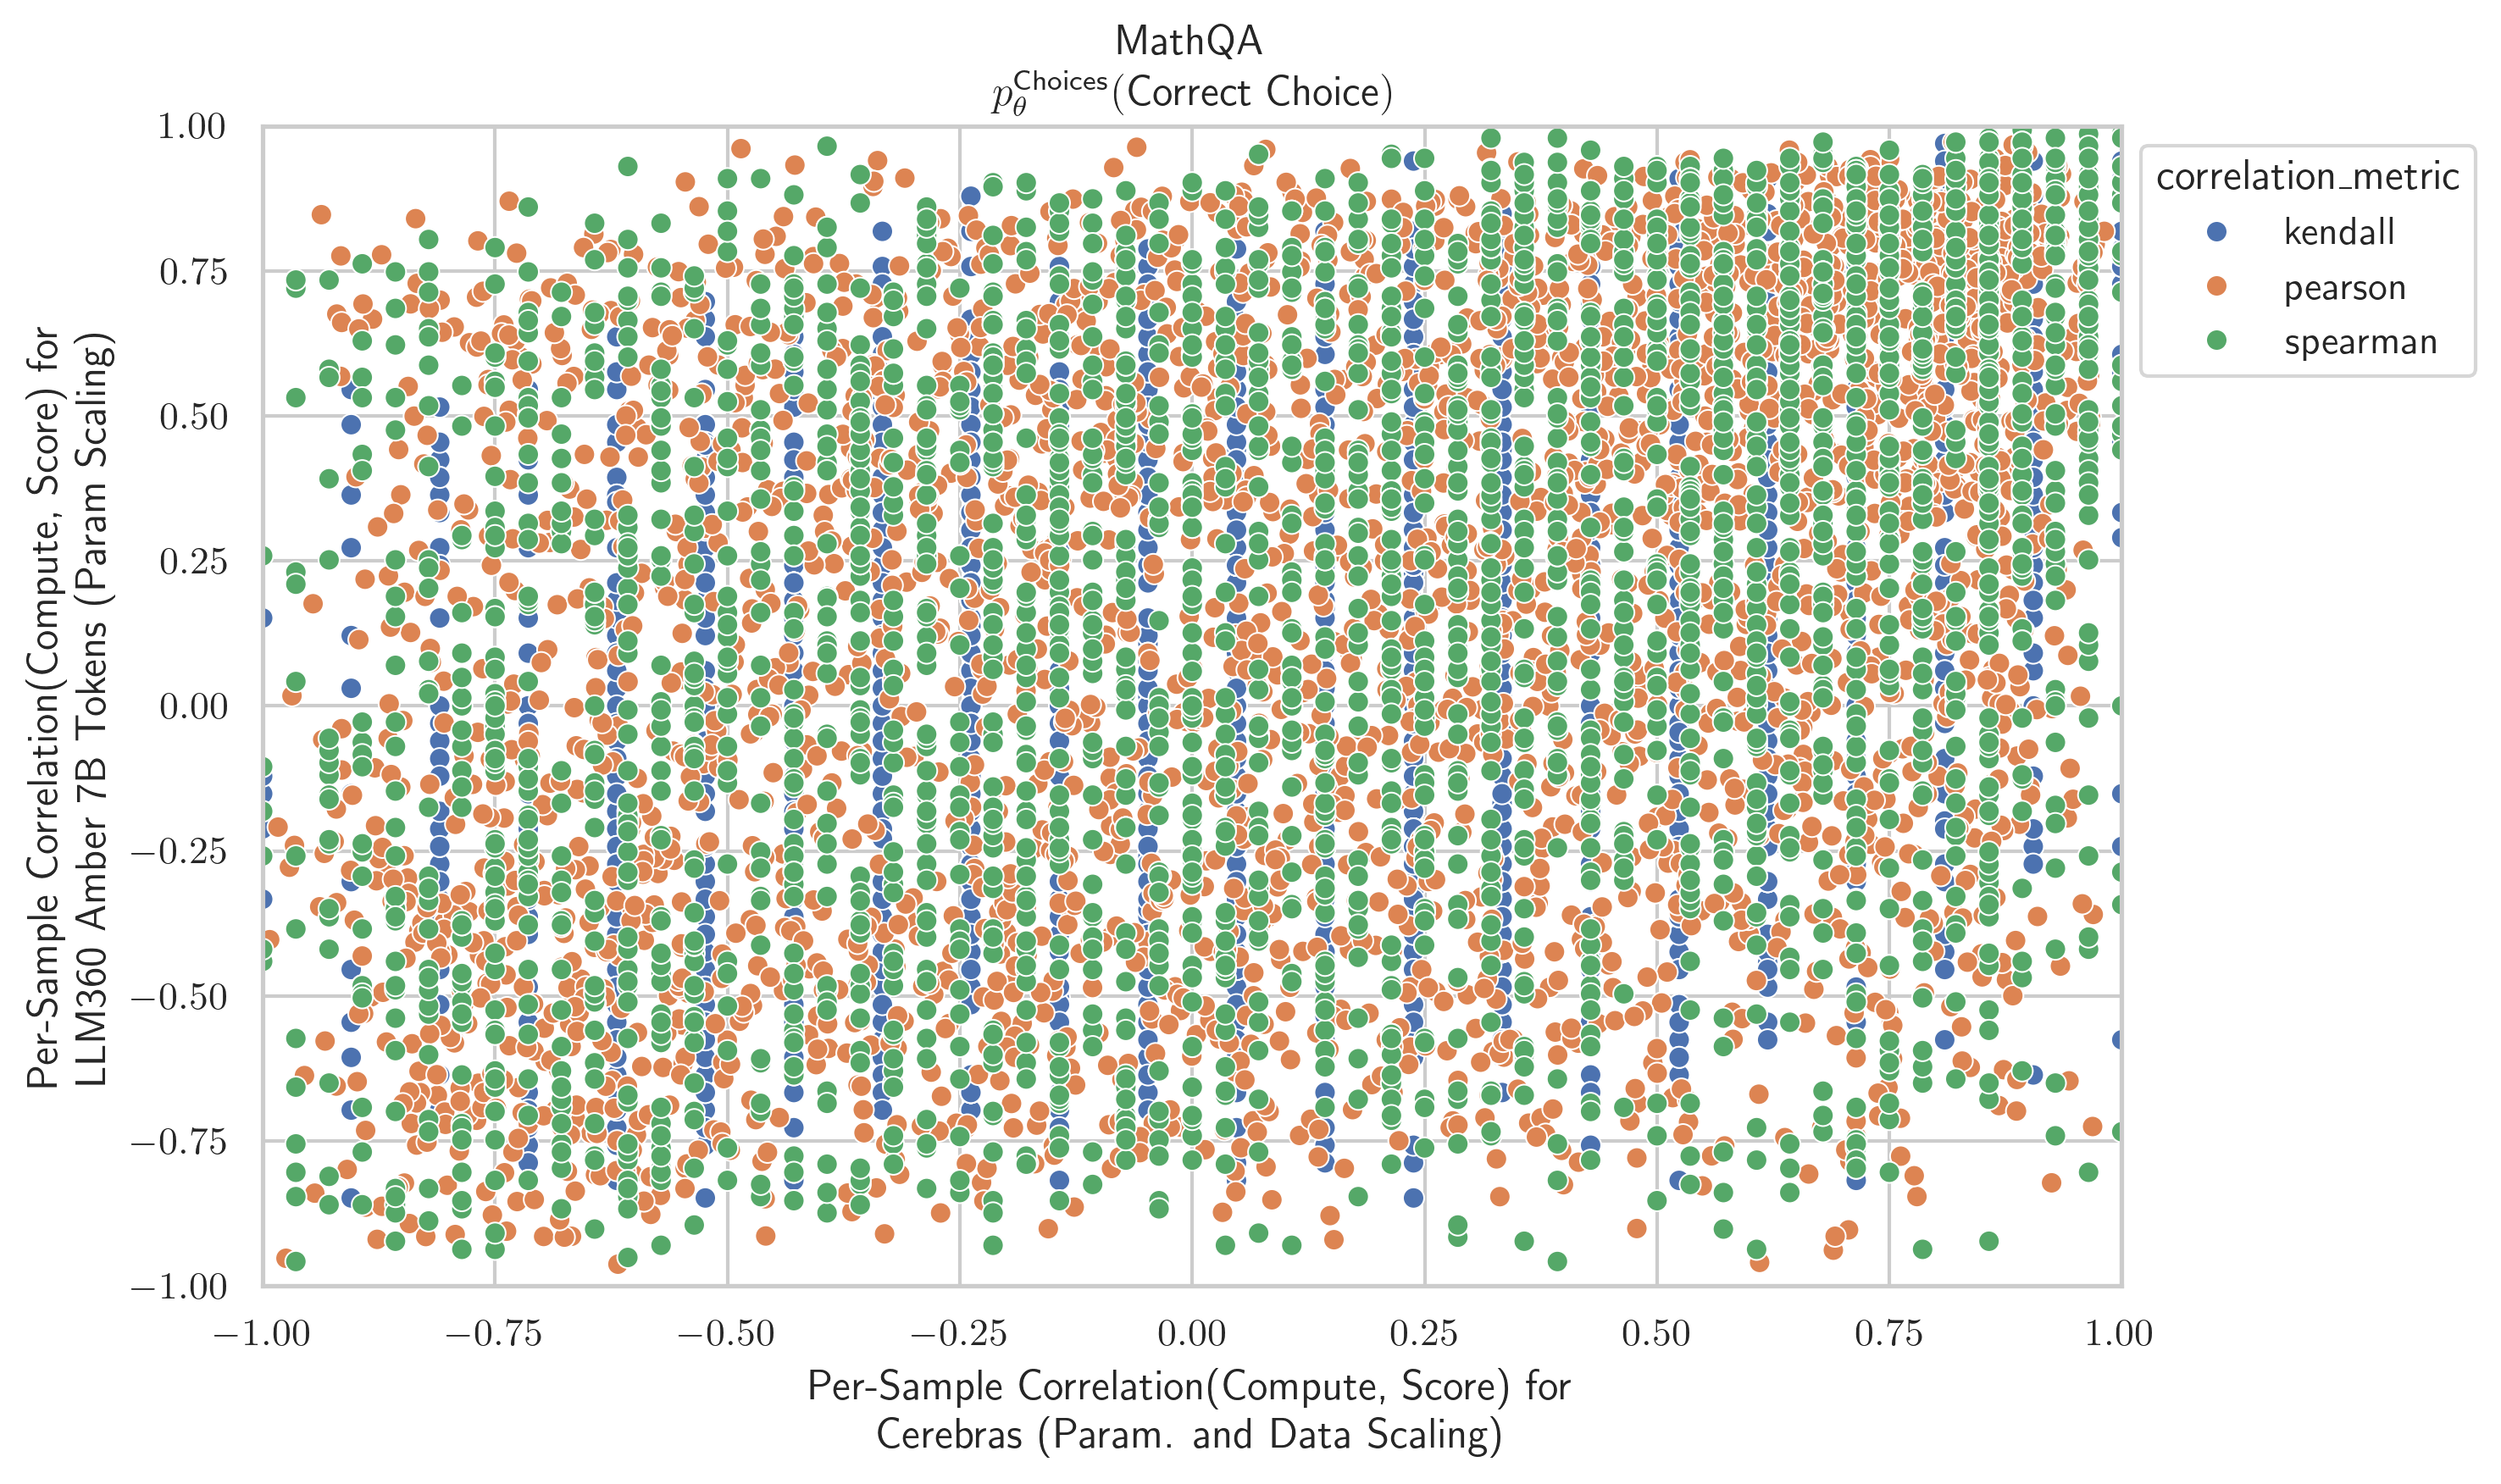 MathQA
p_θ^Choices(Correct Choice)
1.00
0.75
0.50
0.25
0.00
−0.25
−0.50
−0.75
−1.00
Per-Sample Correlation(Compute, Score) for
LLM360 Amber 7B Tokens (Param Scaling)
−1.00 −0.75 −0.50 −0.25 0.00 0.25 0.50 0.75 1.00
Per-Sample Correlation(Compute, Score) for
Cerebras (Param. and Data Scaling)
correlation_metric
kendall
pearson
spearman